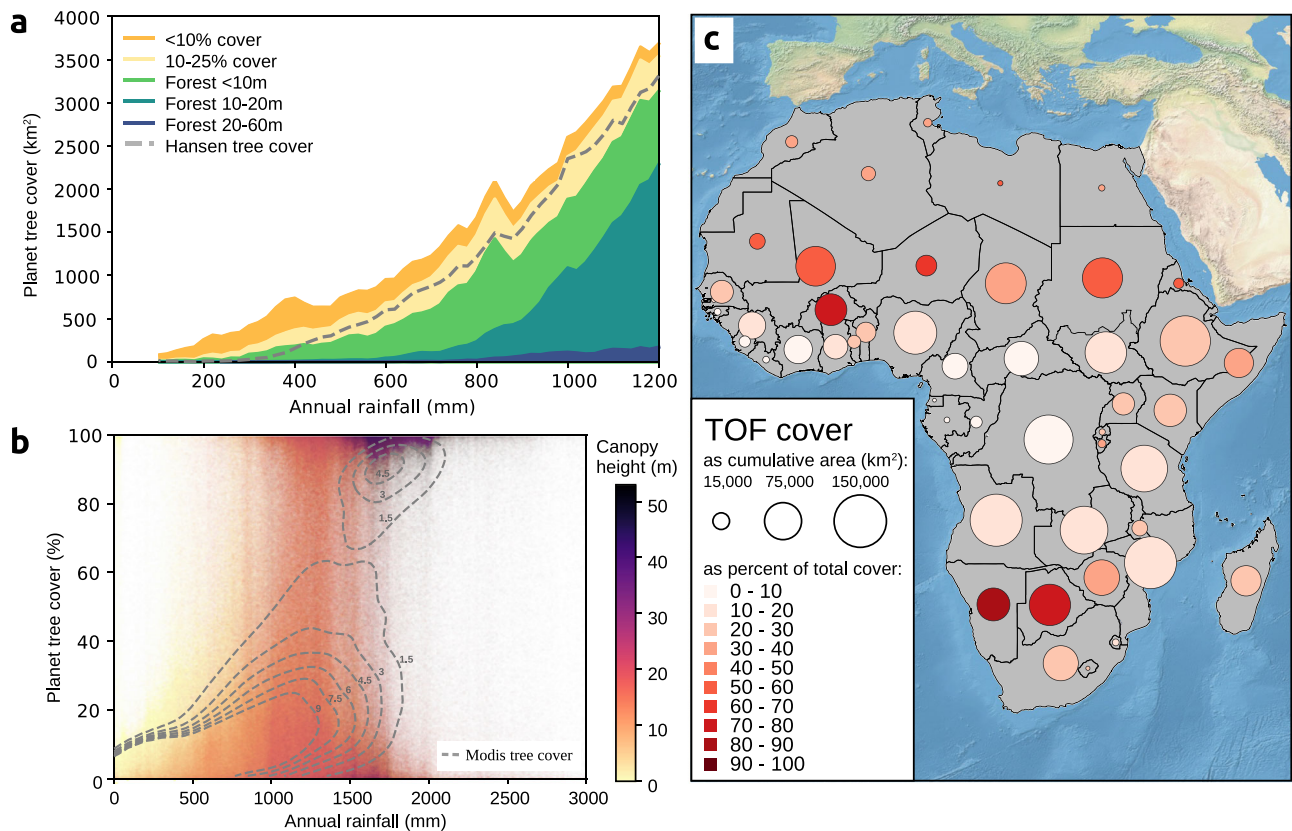 a
4000
3500
3000
2500
2000
1500
1000
500
0
Planet tree cover (km²)
<10% cover
10-25% cover
Forest <10m
Forest 10-20m
Forest 20-60m
Hansen tree cover
0
200
400
600
800
1000
1200
Annual rainfall (mm)
b
100
80
60
40
20
0
Planet tree cover (%)
4.5
3
1.5
1.5
3
4.5
6
7.5
9
Modis tree cover
0
500
1000
1500
2000
2500
3000
Annual rainfall (mm)
Canopy
height (m)
50
40
30
20
10
0
c
TOF cover
as cumulative area (km²):
15,000
75,000
150,000
as percent of total cover:
0 - 10
10 - 20
20 - 30
30 - 40
40 - 50
50 - 60
60 - 70
70 - 80
80 - 90
90 - 100